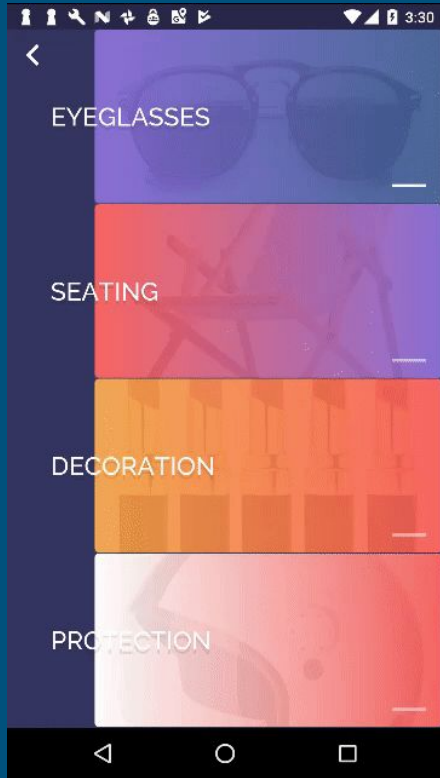 3:30
EYEGLASSES
SEATING
DECORATION
PROTECTION